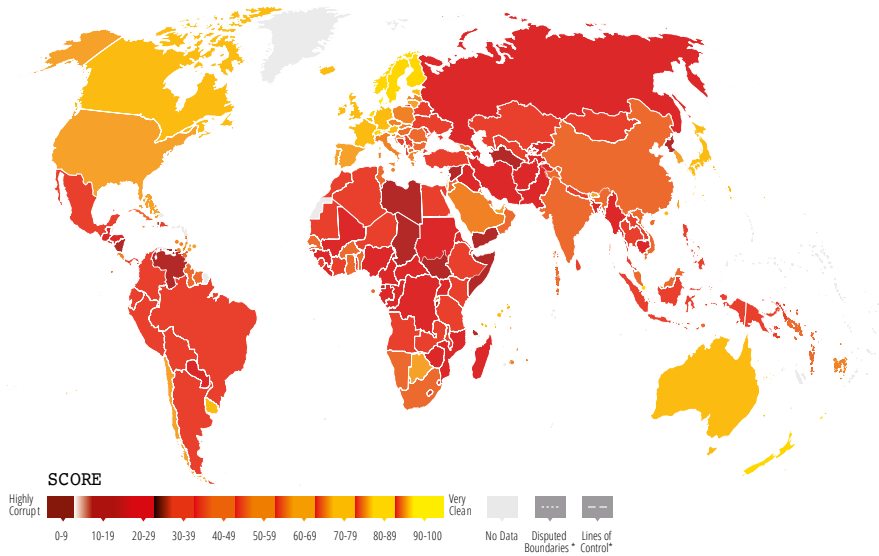 SCORE
Highly
Corrupt
Very
Clean
0-9
10-19
20-29
30-39
40-49
50-59
60-69
70-79
80-89
90-100
No Data
Disputed
Boundaries *
Lines of
Control*